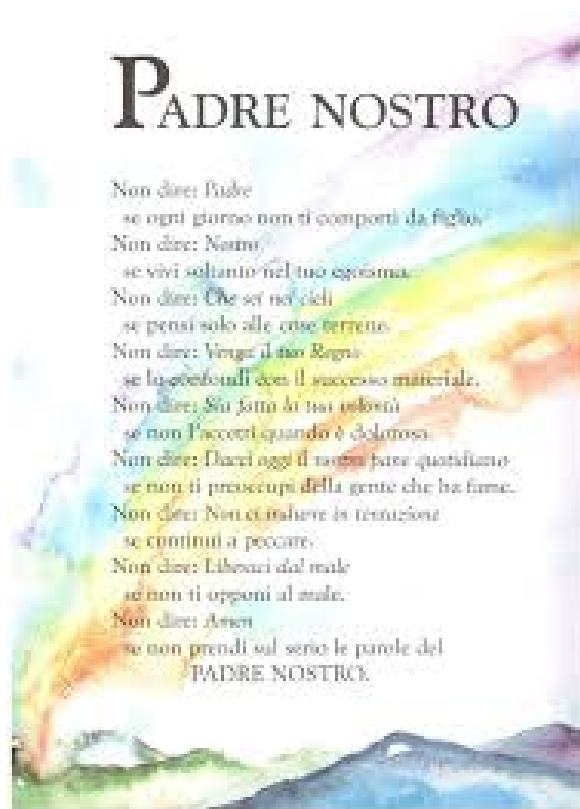 PADRE NOSTRO
Non dire: Padre
se ogni giorno non ti comporti da figlio.
Non dire: Nostro
se vivi soltanto nel tuo egoismo.
Non dire: Che sei nei cieli
se pensi solo alle cose terrene.
Non dire: Venga il tuo Regno
se lo confondi con il successo materiale.
Non dire: Sia fatta la tua volontà
se non l'accetti quando è dolorosa.
Non dire: Dacci oggi il nostro pane quotidiano
se non ti preoccupi della gente che ha fame.
Non dire: Non ci indurre in tentazione
se continui a peccare.
Non dire: Liberaci dal male
se non ti opponi al male.
Non dire: Amen
se non prendi sul serio le parole del
PADRE NOSTRO.